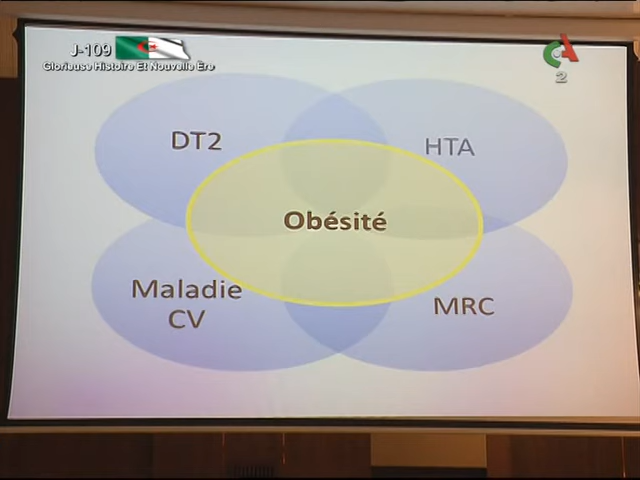 J-109
Glorieuse Histoire Et Nouvelle Ère
2
DT2
HTA
Obésité
Maladie
CV
MRC